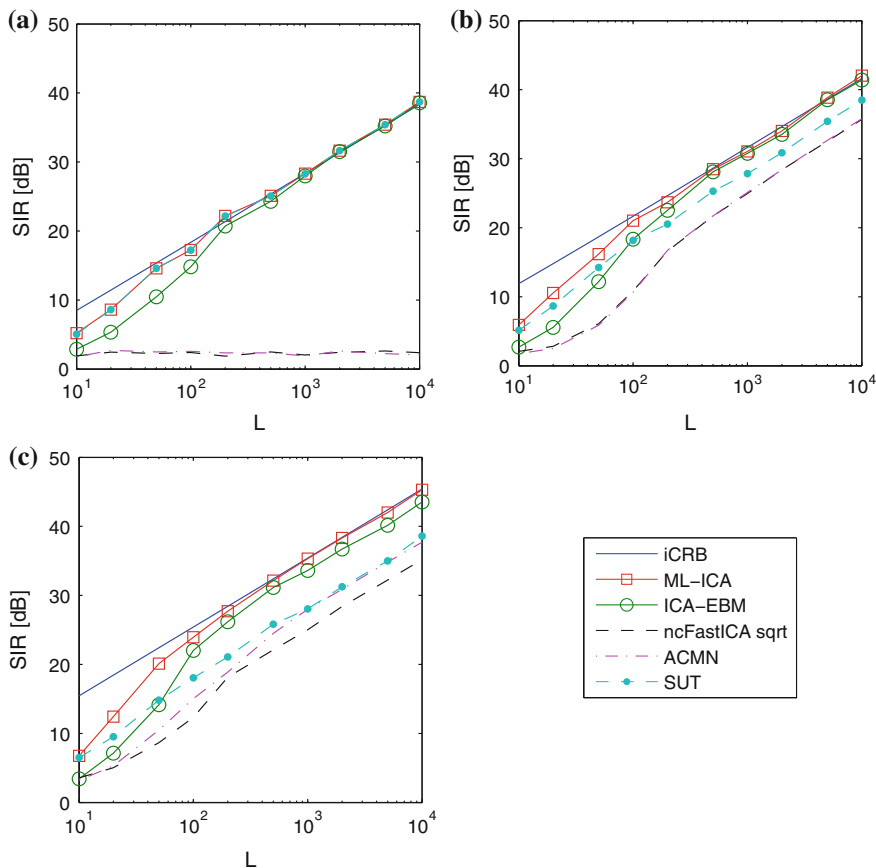 (a)
50
40
30
20
10
0
SIR [dB]
10^1 10^2 10^3 10^4
L
(b)
50
40
30
20
10
0
SIR [dB]
10^1 10^2 10^3 10^4
L
(c)
50
40
30
20
10
0
SIR [dB]
10^1 10^2 10^3 10^4
L
iCRB
ML-ICA
ICA-EBM
ncFastICA sqrt
ACMN
SUT